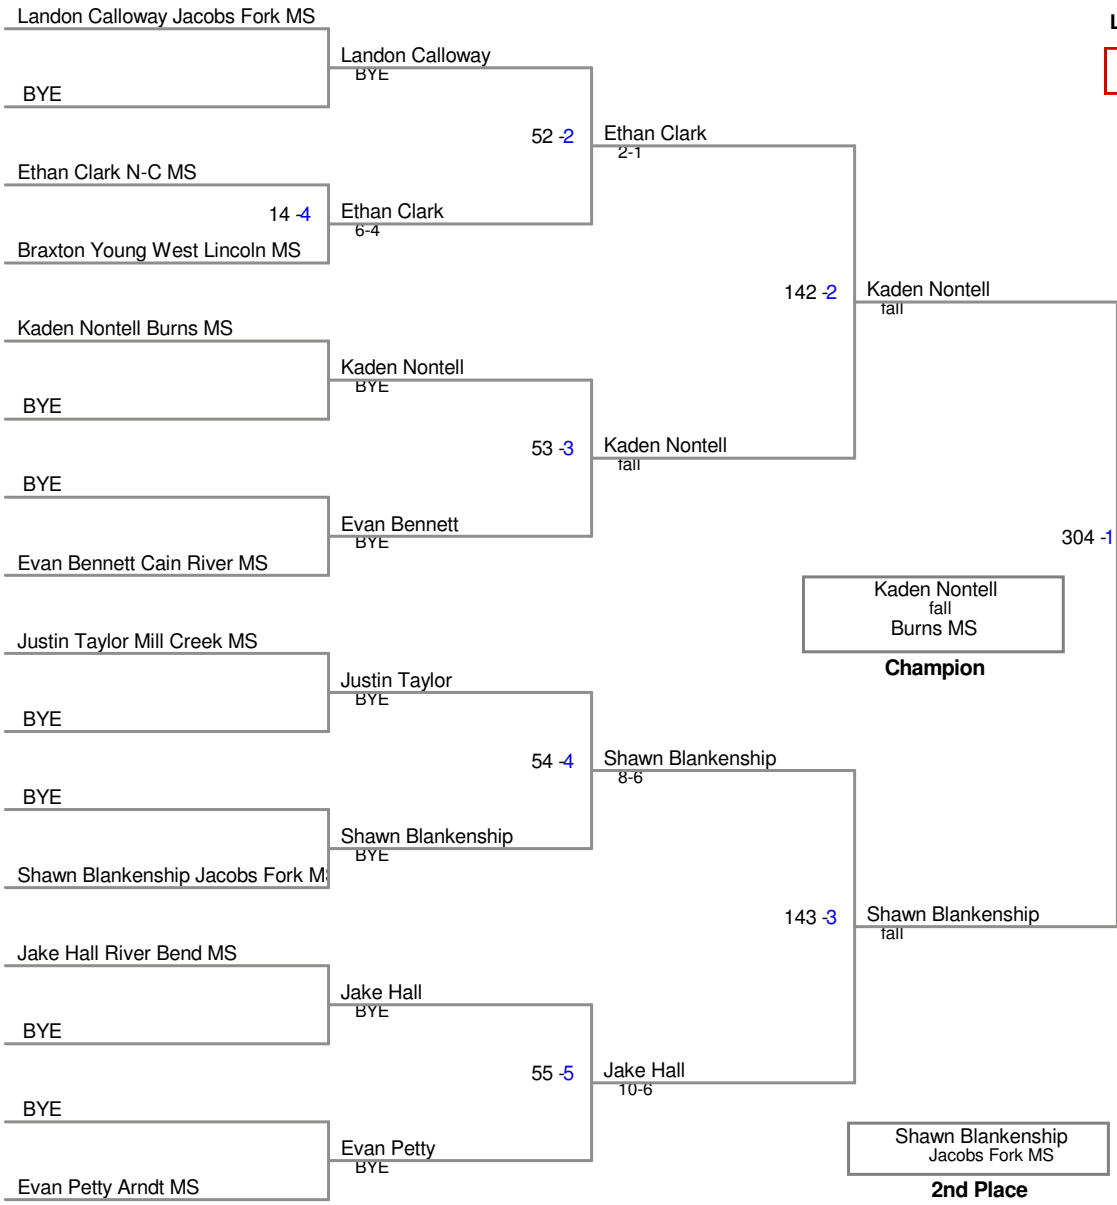 Landon Calloway Jacobs Fork MS
L
Landon Calloway
BYE
BYE
52 -2
Ethan Clark
2-1
Ethan Clark N-C MS
14 -4
Ethan Clark
6-4
Braxton Young West Lincoln MS
142 -2
Kaden Nontell
fall
Kaden Nontell Burns MS
Kaden Nontell
BYE
BYE
53 -3
Kaden Nontell
fall
BYE
Evan Bennett
BYE
Evan Bennett Cain River MS
304 -1
Kaden Nontell
fall
Burns MS
Champion
Justin Taylor Mill Creek MS
Justin Taylor
BYE
BYE
54 -4
Shawn Blankenship
8-6
BYE
Shawn Blankenship
BYE
Shawn Blankenship Jacobs Fork MS
143 -3
Shawn Blankenship
fall
Jake Hall River Bend MS
Jake Hall
BYE
BYE
55 -5
Jake Hall
10-6
BYE
Evan Petty
BYE
Evan Petty Arndt MS
Shawn Blankenship
Jacobs Fork MS
2nd Place